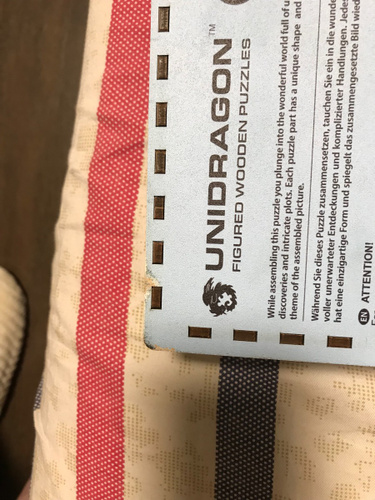 UNIDRAGON™
FIGURED WOODEN PUZZLES
While assembling this puzzle you plunge into the wonderful world full of u
discoveries and intricate plots. Each puzzle part has a unique shape and
theme of the assembled picture.
Während Sie dieses Puzzle zusammensetzen, tauchen Sie ein in die wunde
voller unerwarteter Entdeckungen und komplizierter Handlungen. Jedes
hat eine einzigartige Form und spiegelt das zusammengesetzte Bild wied
EN ATTENTION!